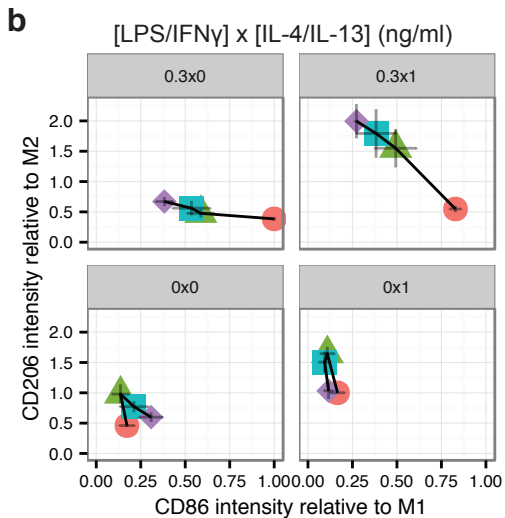 b
[LPS/IFNγ] x [IL-4/IL-13] (ng/ml)
0.3x0 0.3x1
2.0
1.5
1.0
0.5
0.0
0x0 0x1
2.0
1.5
1.0
0.5
0.0
0.00 0.25 0.50 0.75 1.00 0.00 0.25 0.50 0.75 1.00
CD86 intensity relative to M1
CD206 intensity relative to M2